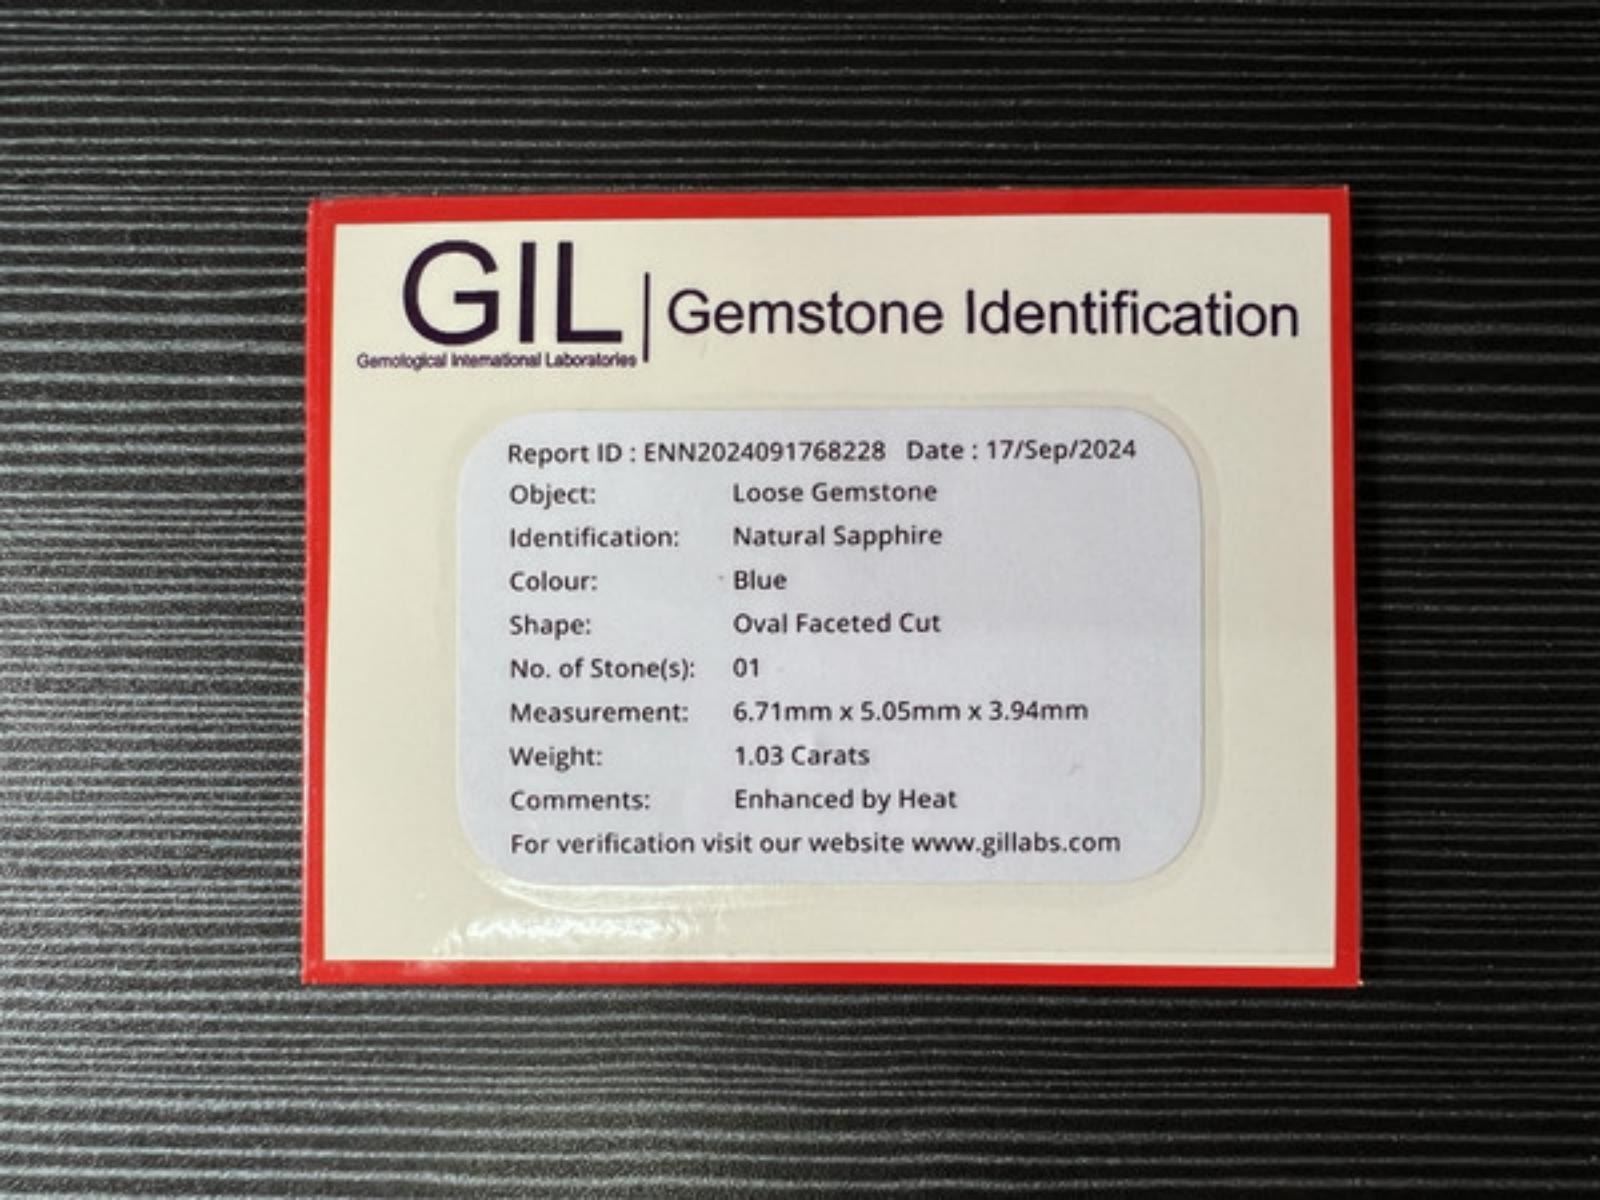 GIL
Gemological International Laboratories
Gemstone Identification
Report ID : ENN2024091768228 Date : 17/Sep/2024
Object: Loose Gemstone
Identification: Natural Sapphire
Colour: Blue
Shape: Oval Faceted Cut
No. of Stone(s): 01
Measurement: 6.71mm x 5.05mm x 3.94mm
Weight: 1.03 Carats
Comments: Enhanced by Heat
For verification visit our website www.gillabs.com